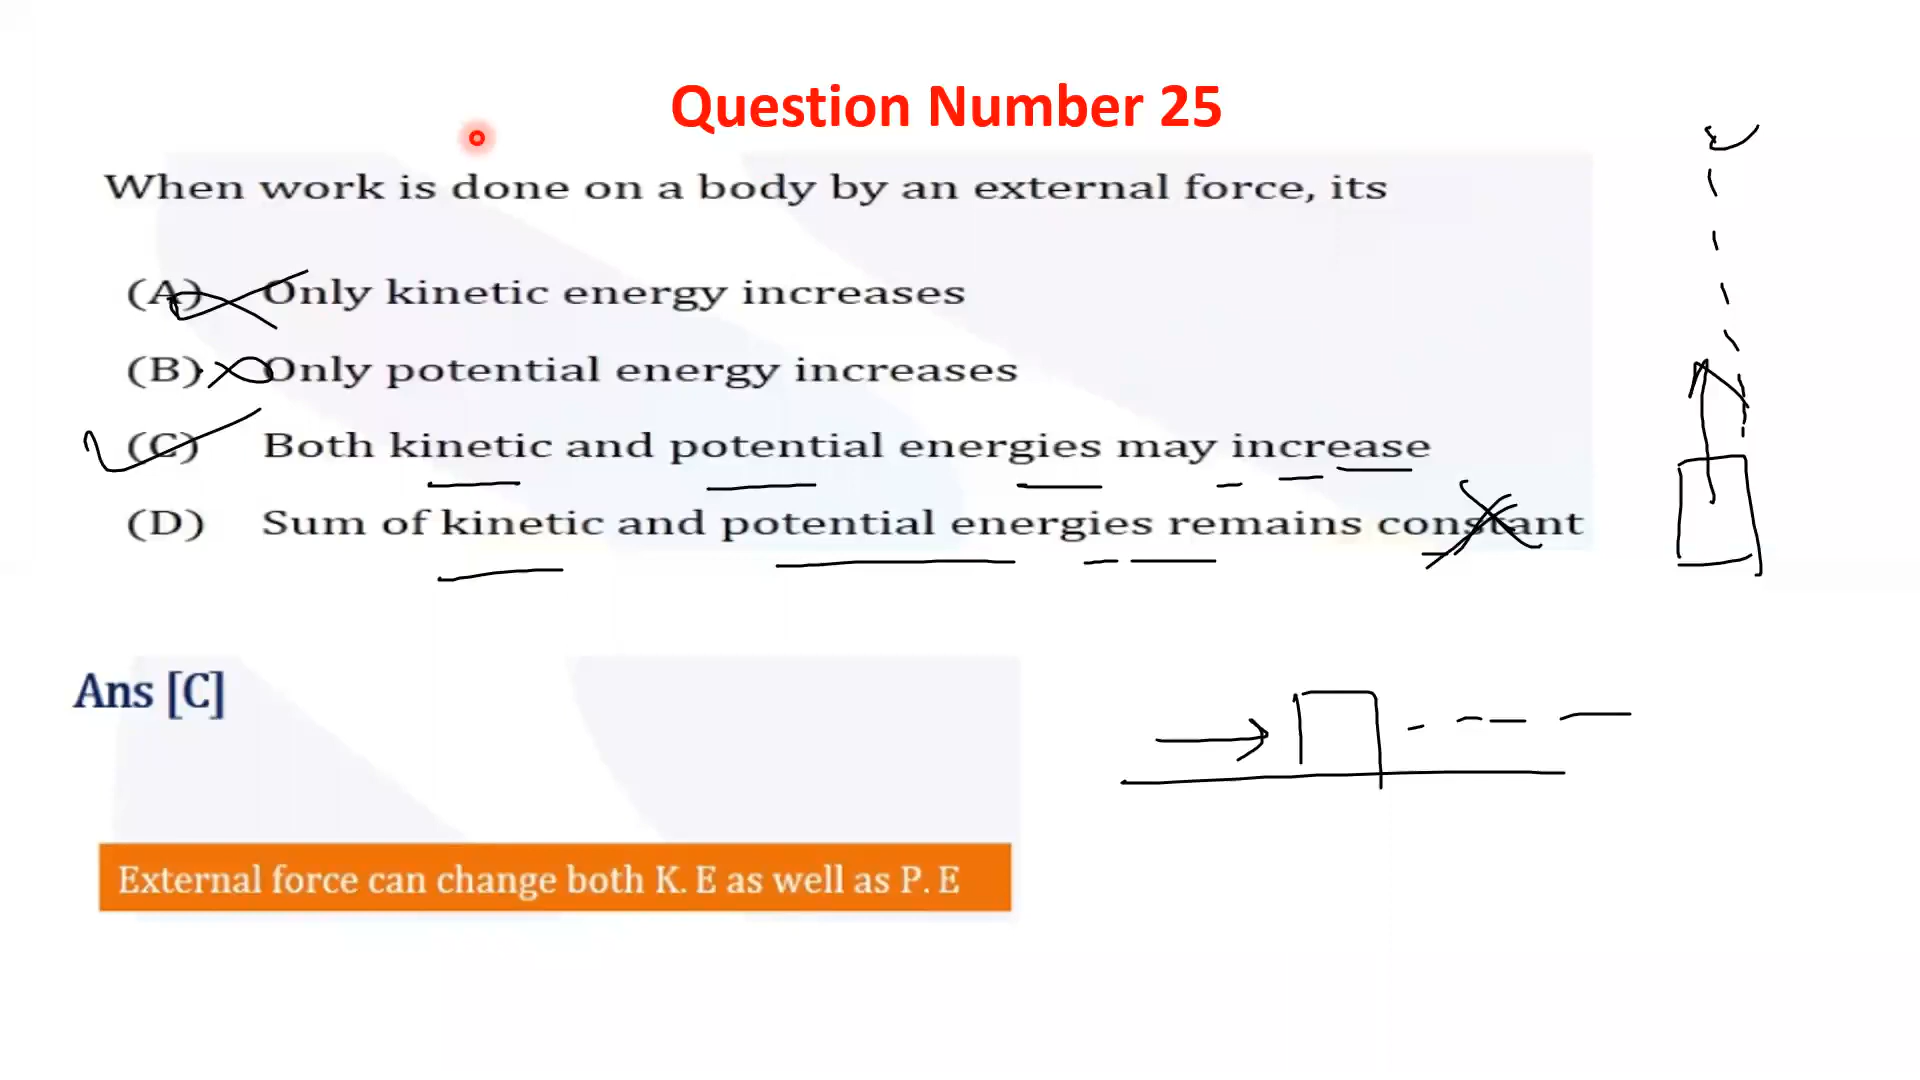 Question Number 25
When work is done on a body by an external force, its
(A) Only kinetic energy increases
(B) Only potential energy increases
(C) Both kinetic and potential energies may increase
(D) Sum of kinetic and potential energies remains constant
Ans [C]
External force can change both K. E as well as P. E